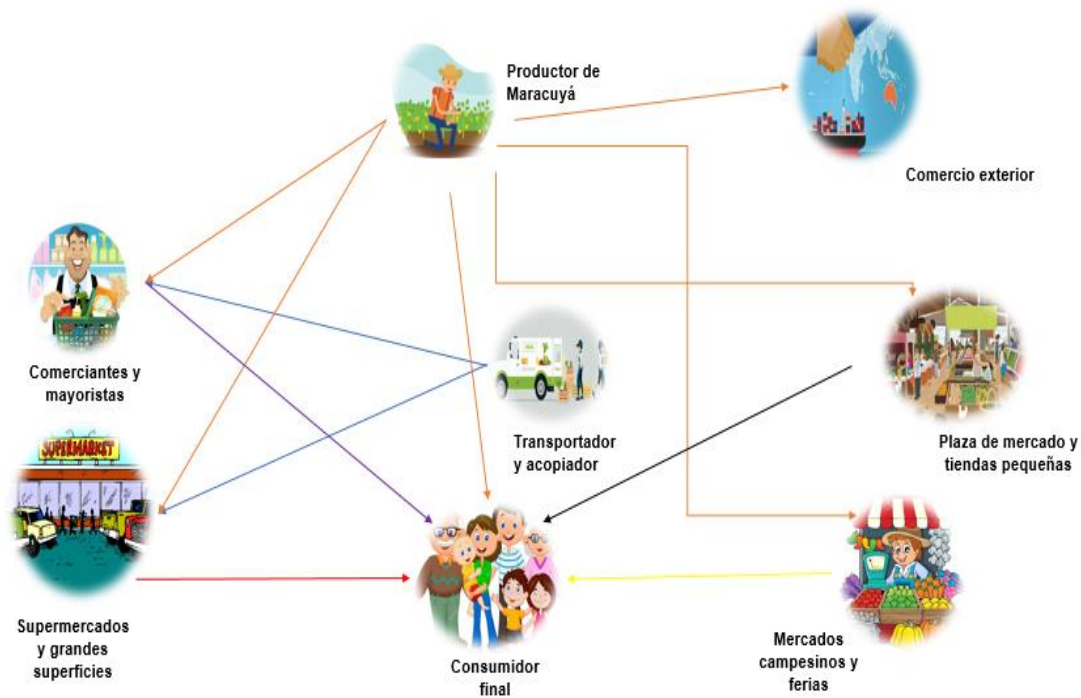 Productor de
Maracuyá
Comercio exterior
Comerciantes y
mayoristas
Transportador
y acopiador
Plaza de mercado y
tiendas pequeñas
SUPERMARKET
Supermercados
y grandes
superficies
Consumidor
final
Mercados
campesinos y
ferias